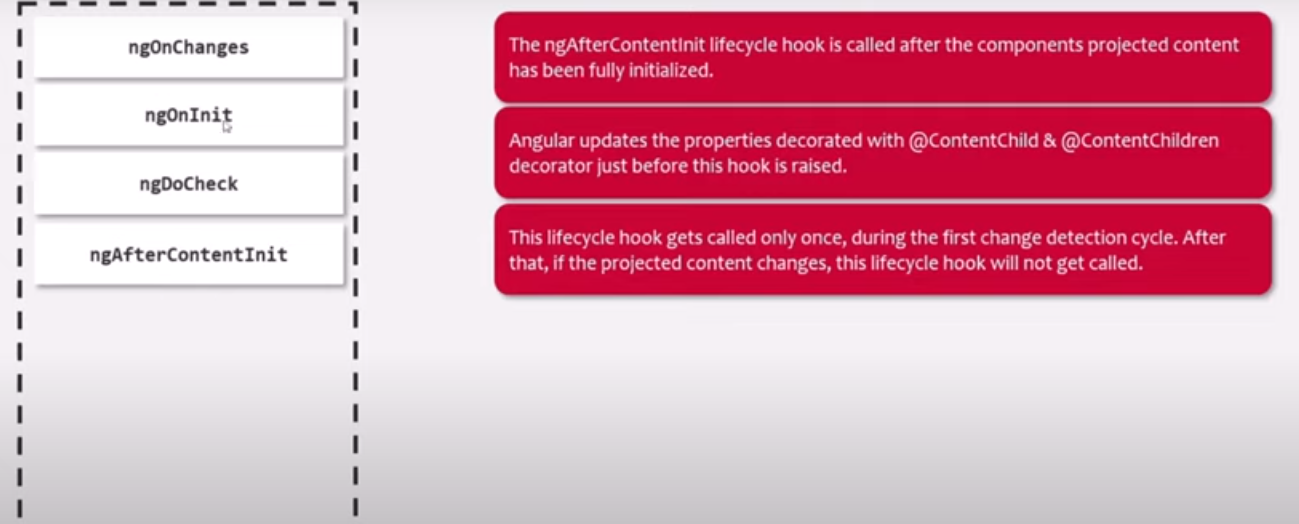 ngOnChanges
ngOnInit
ngDoCheck
ngAfterContentInit
The ngAfterContentInit lifecycle hook is called after the components projected content
has been fully initialized.
Angular updates the properties decorated with @ContentChild & @ContentChildren
decorator just before this hook is raised.
This lifecycle hook gets called only once, during the first change detection cycle. After
that, if the projected content changes, this lifecycle hook will not get called.